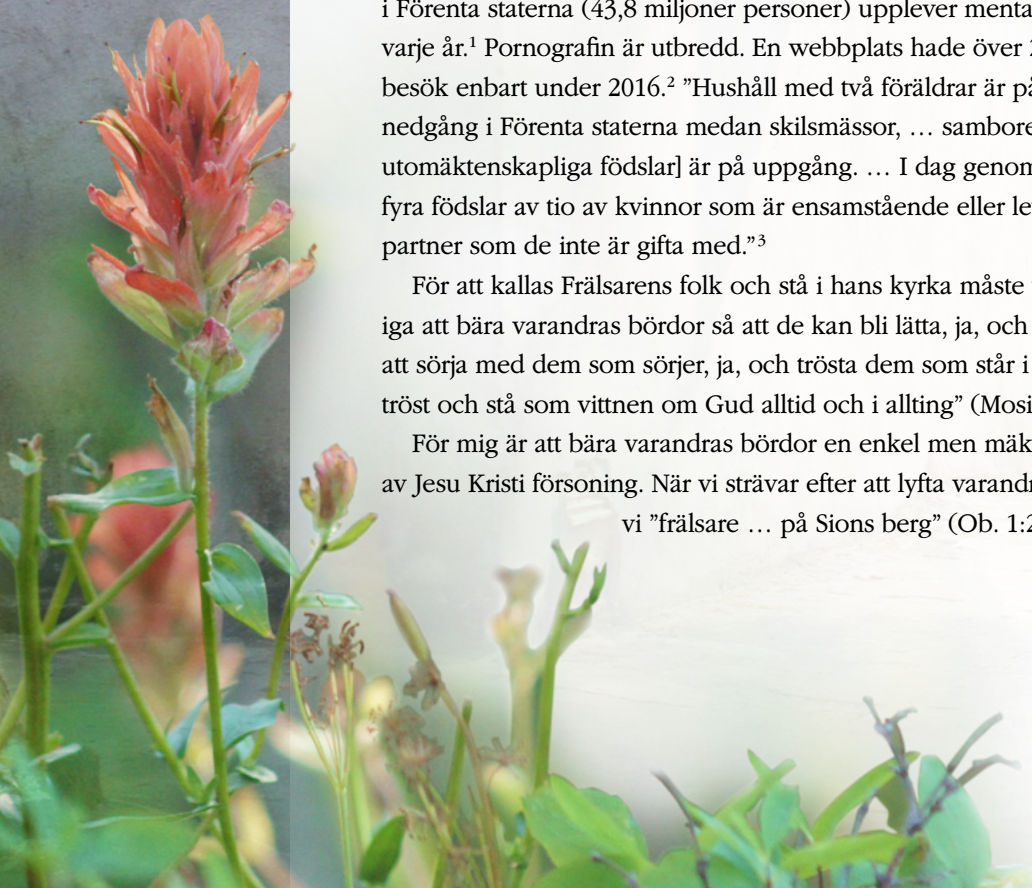 i Förenta staterna (43,8 miljoner personer) upplever menta
varje år.¹ Pornografin är utbredd. En webbplats hade över
besök enbart under 2016.² ”Hushåll med två föräldrar är på
nedgång i Förenta staterna medan skilsmässor, … sambore
utomäktenskapliga födslar] är på uppgång. … I dag genom
fyra födslar av tio av kvinnor som är ensamstående eller le
partner som de inte är gifta med.”³
För att kallas Frälsarens folk och stå i hans kyrka måste
iga att bära varandras bördor så att de kan bli lätta, ja, och
att sörja med dem som sörjer, ja, och trösta dem som står i
tröst och stå som vittnen om Gud alltid och i allting” (Mosi
För mig är att bära varandras bördor en enkel men mäk
av Jesu Kristi försoning. När vi strävar efter att lyfta varandr
vi ”frälsare … på Sions berg” (Ob. 1:2